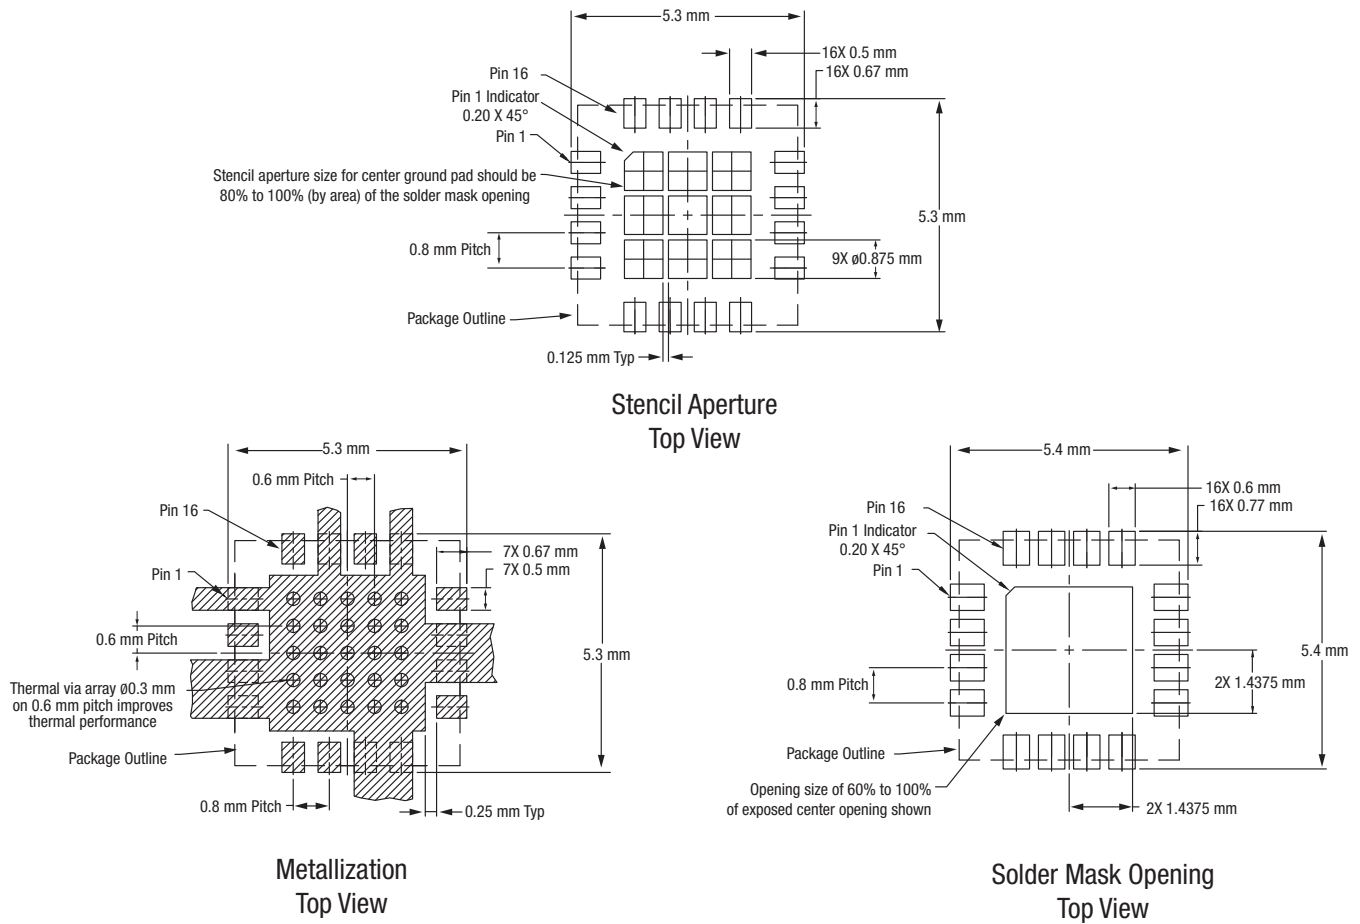 5.3 mm
16X 0.5 mm
16X 0.67 mm
Pin 16
Pin 1 Indicator
0.20 X 45°
Pin 1
Stencil aperture size for center ground pad should be
80% to 100% (by area) of the solder mask opening
5.3 mm
0.8 mm Pitch
9X ø0.875 mm
Package Outline
0.125 mm Typ
Stencil Aperture
Top View
5.3 mm
0.6 mm Pitch
Pin 16
7X 0.67 mm
7X 0.5 mm
Pin 1
0.6 mm Pitch
5.3 mm
Thermal via array ø0.3 mm
on 0.6 mm pitch improves
thermal performance
Package Outline
0.8 mm Pitch
0.25 mm Typ
Metallization
Top View
5.4 mm
16X 0.6 mm
16X 0.77 mm
Pin 16
Pin 1 Indicator
0.20 X 45°
Pin 1
5.4 mm
0.8 mm Pitch
2X 1.4375 mm
Package Outline
Opening size of 60% to 100%
of exposed center opening shown
2X 1.4375 mm
Solder Mask Opening
Top View